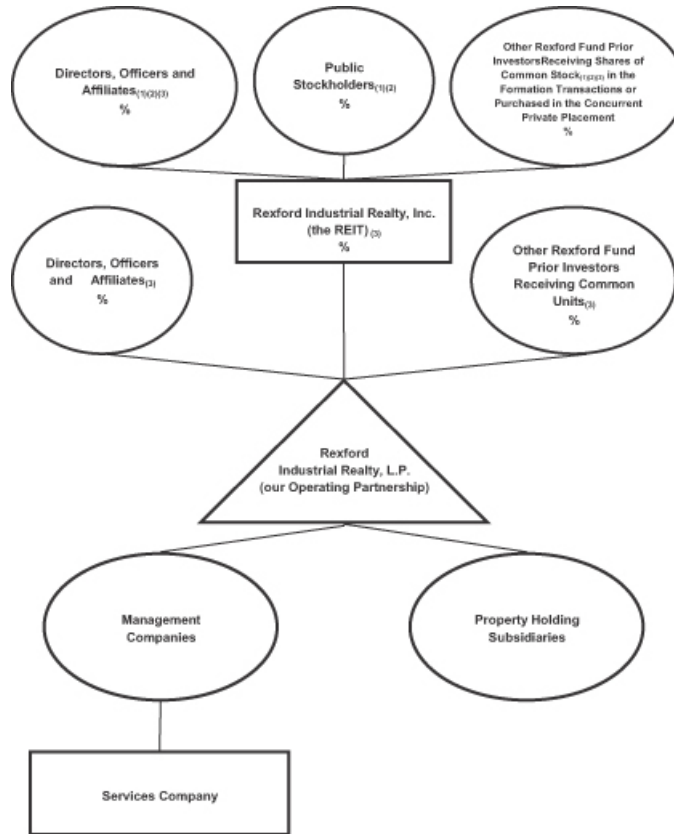 Directors, Officers and
Affiliates(1)(2)(3)
%
Public
Stockholders(1)(2)
%
Other Rexford Fund Prior
InvestorsReceiving Shares of
Common Stock(1)(2)(3) in the
Formation Transactions or
Purchased in the Concurrent
Private Placement
%
Rexford Industrial Realty, Inc.
(the REIT)(3)
%
Directors, Officers
and Affiliates(3)
%
Other Rexford Fund
Prior Investors
Receiving Common
Units(3)
%
Rexford
Industrial Realty, L.P.
(our Operating Partnership)
Management
Companies
Property Holding
Subsidiaries
Services Company